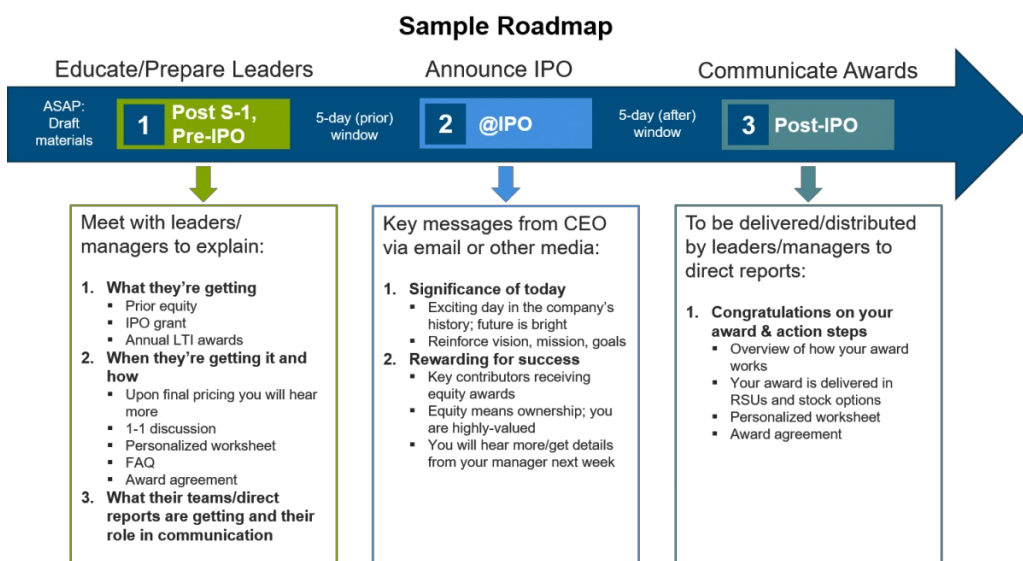 Sample Roadmap
Educate/Prepare Leaders
Announce IPO
Communicate Awards
ASAP:
Draft
materials
1
Post S-1,
Pre-IPO
5-day (prior)
window
2
@IPO
5-day (after)
window
3
Post-IPO
Meet with leaders/
managers to explain:
1. What they're getting
▪ Prior equity
▪ IPO grant
▪ Annual LTI awards
2. When they're getting it and
how
▪ Upon final pricing you will hear
more
▪ 1-1 discussion
▪ Personalized worksheet
▪ FAQ
▪ Award agreement
3. What their teams/direct
reports are getting and their
role in communication
Key messages from CEO
via email or other media:
1. Significance of today
▪ Exciting day in the company's
history; future is bright
▪ Reinforce vision, mission, goals
2. Rewarding for success
▪ Key contributors receiving
equity awards
▪ Equity means ownership; you
are highly-valued
▪ You will hear more/get details
from your manager next week
To be delivered/distributed
by leaders/managers to
direct reports:
1. Congratulations on your
award & action steps
▪ Overview of how your award
works
▪ Your award is delivered in
RSUs and stock options
▪ Personalized worksheet
▪ Award agreement